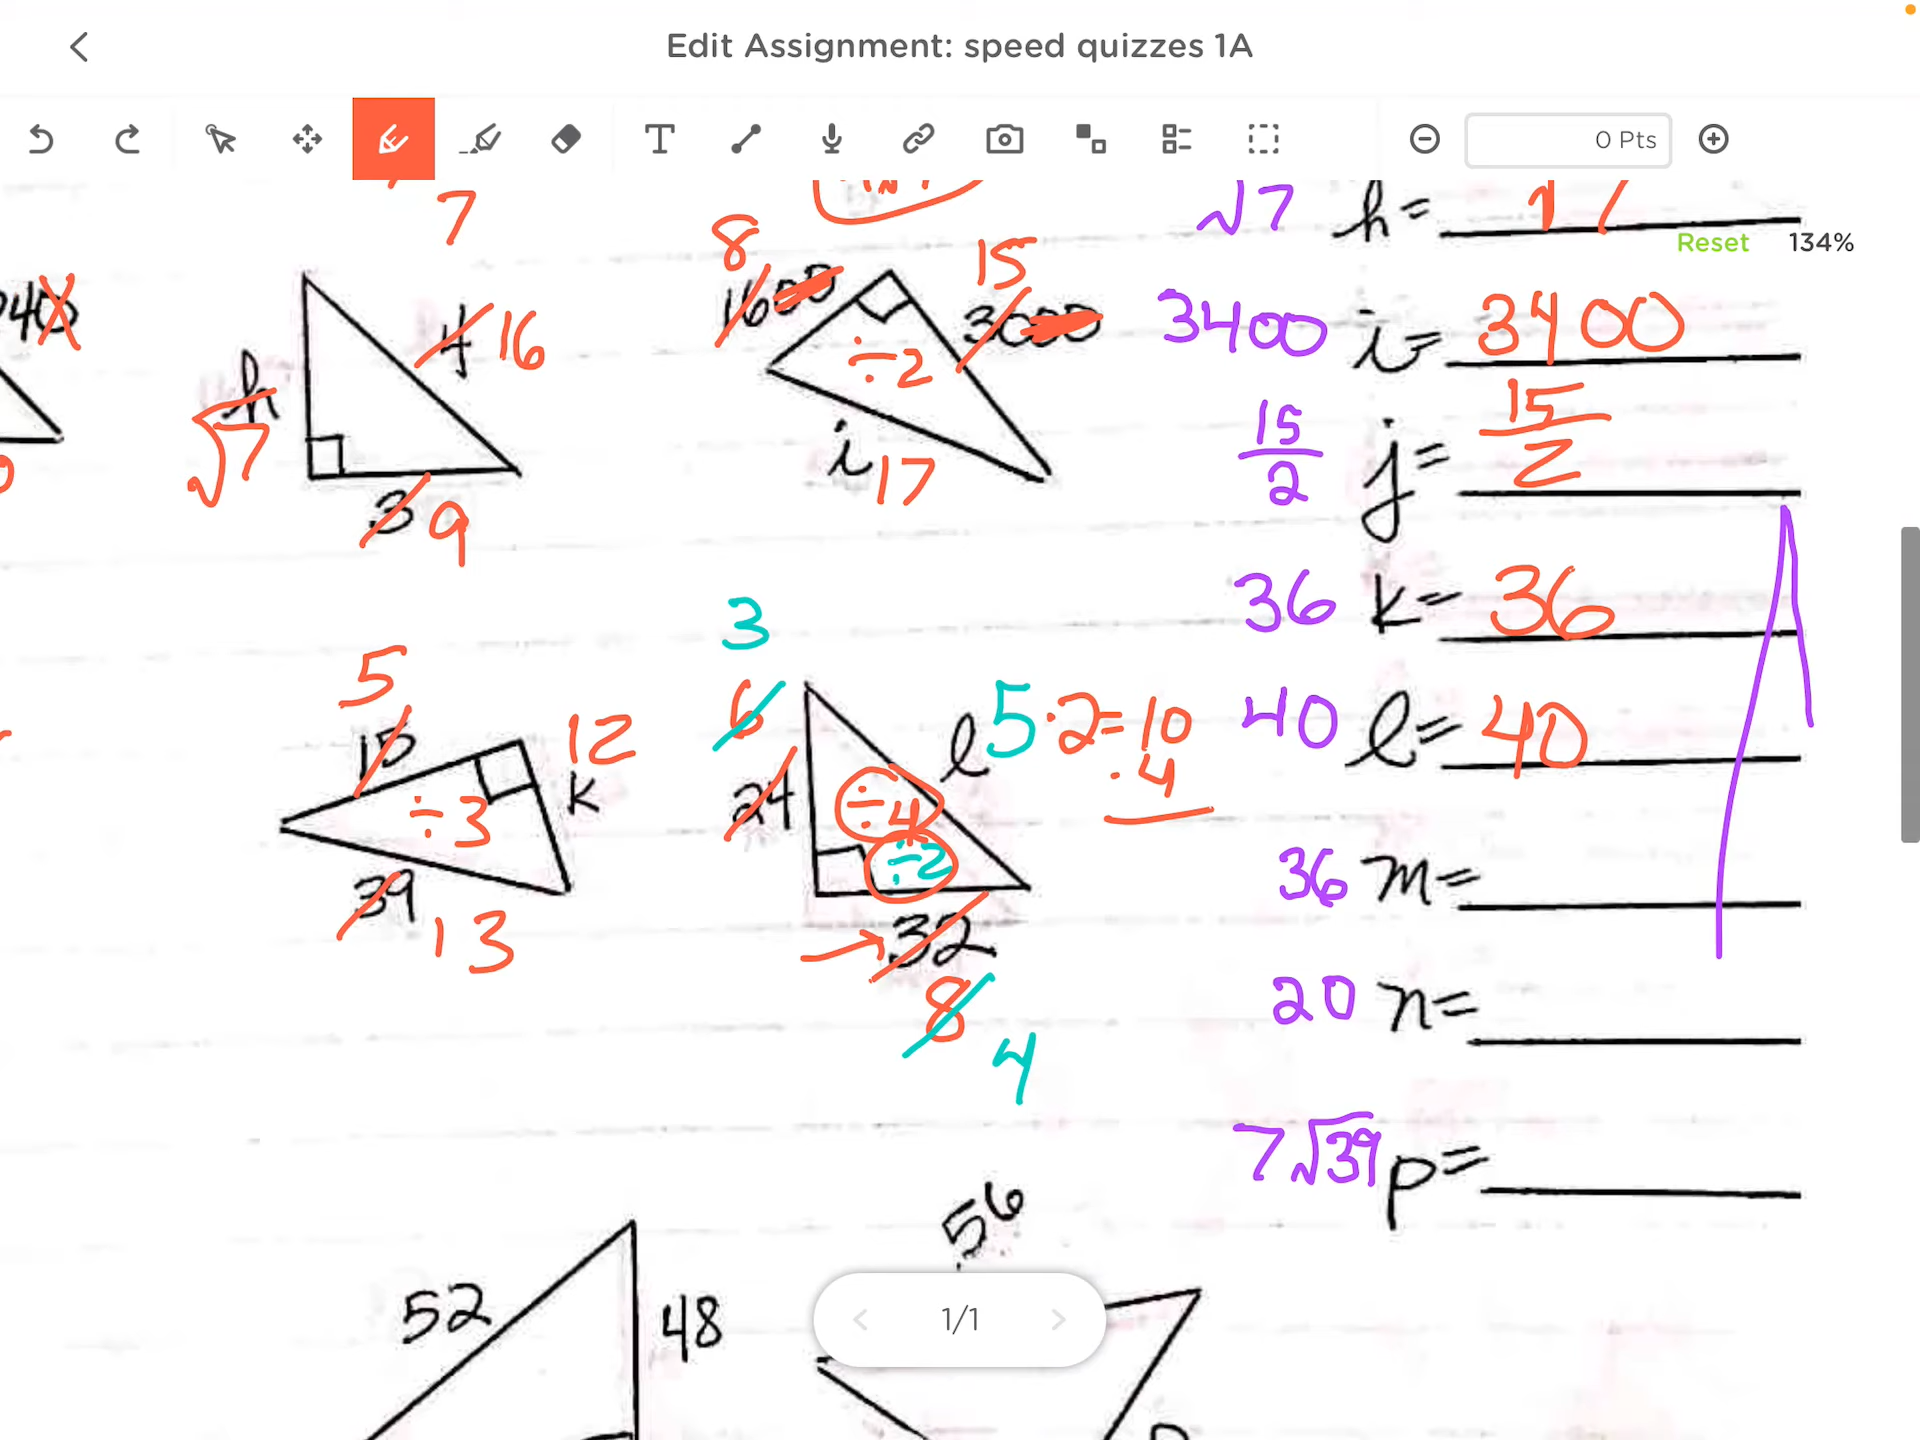 Edit Assignment: speed quizzes 1A
T
0 Pts
Reset 134%
7
8
15
√7 h= √7
40
4 16
1600
3000
3400 i= 3400
h
√7
÷2
i 17
3 9
15/2 j= 15/2
36 k= 36
3
5
6
12
15
k
÷3
39
13
24
l 5·2=10
·4
÷4
÷2
32
8
4
40 l= 40
36 m=
20 n=
7√39 p=
52
48
56
1/1